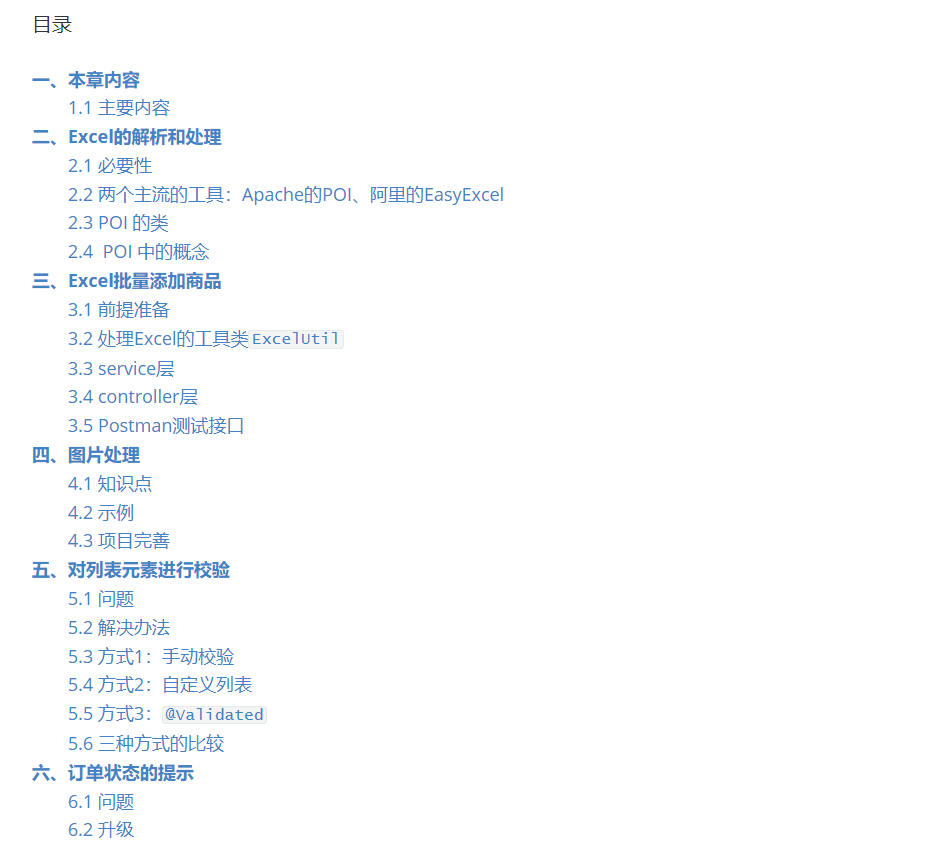 目录
一、本章内容
1.1 主要内容
二、Excel的解析和处理
2.1 必要性
2.2 两个主流的工具：Apache的POI、阿里的EasyExcel
2.3 POI 的类
2.4 POI 中的概念
三、Excel批量添加商品
3.1 前提准备
3.2 处理Excel的工具类ExcelUtil
3.3 service层
3.4 controller层
3.5 Postman测试接口
四、图片处理
4.1 知识点
4.2 示例
4.3 项目完善
五、对列表元素进行校验
5.1 问题
5.2 解决办法
5.3 方式1：手动校验
5.4 方式2：自定义列表
5.5 方式3：@Validated
5.6 三种方式的比较
六、订单状态的提示
6.1 问题
6.2 升级